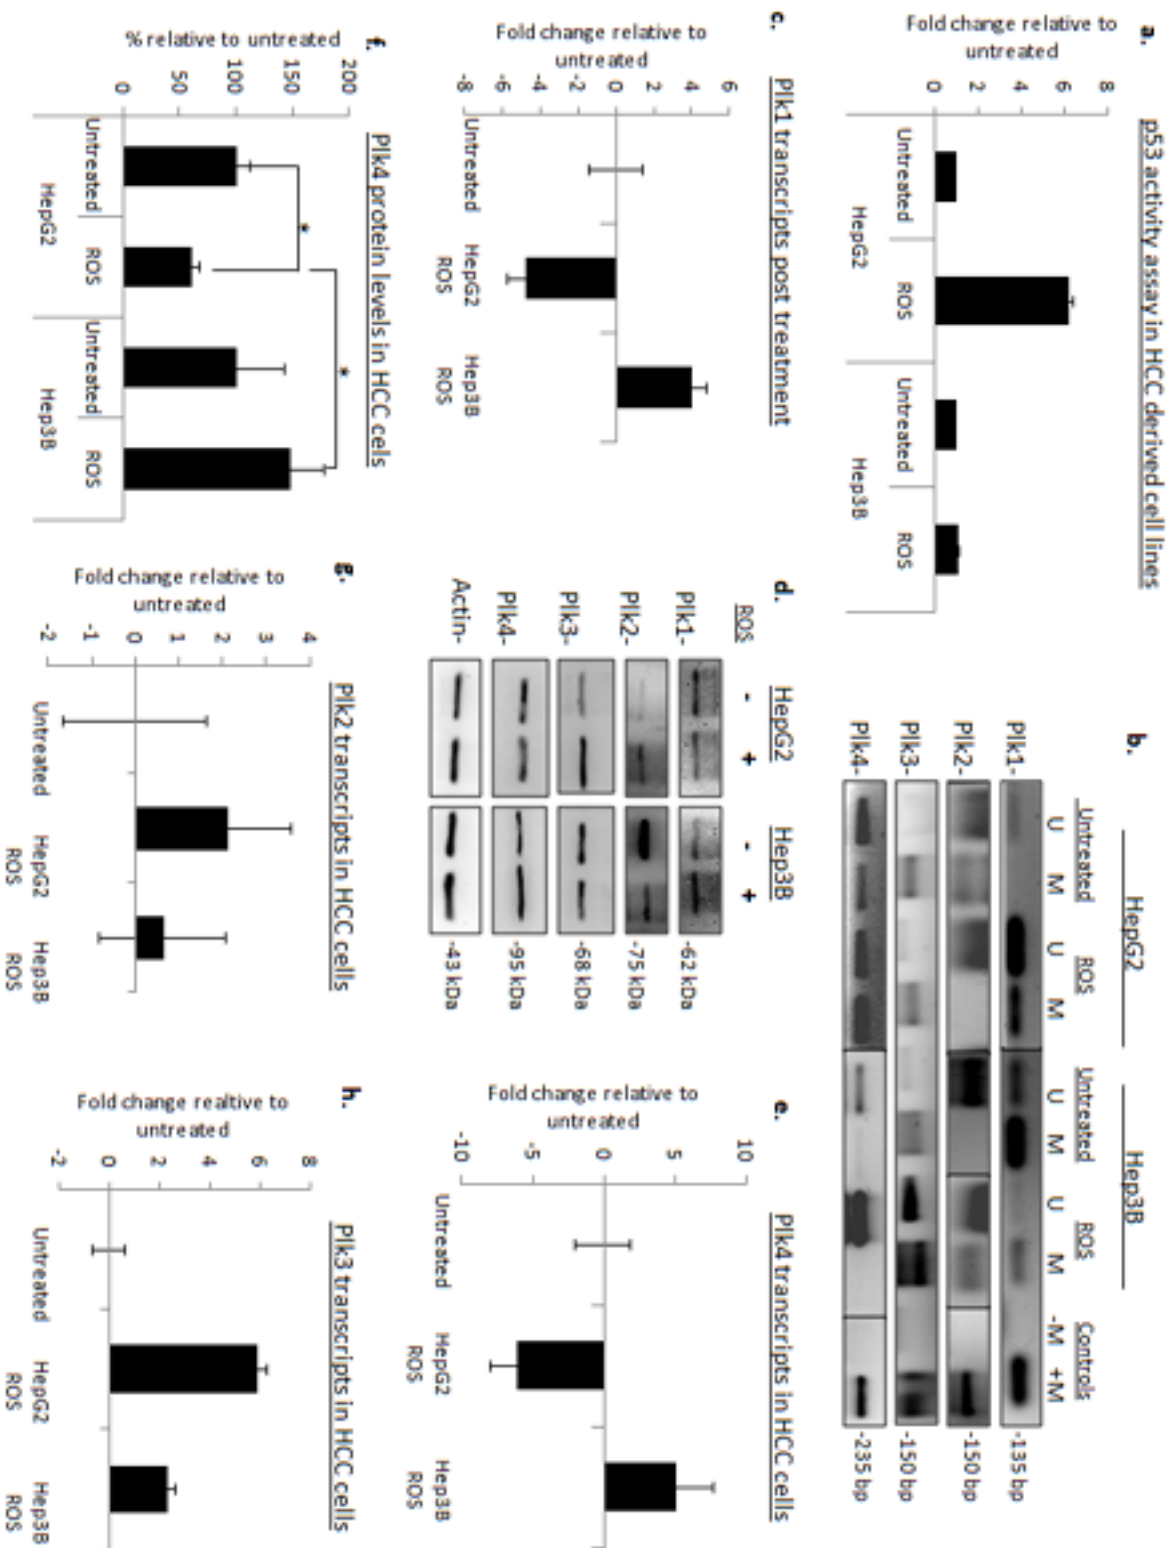 a.
p53 activity assay in HCC derived cell lines
Fold change relative to
untreated
8
6
4
2
0
Untreated
ROS
Untreated
ROS
HepG2
Hep3B
b.
HepG2
Hep3B
Untreated
ROS
Untreated
ROS
Controls
U M U M U M U M -M +M
Plk1-
-135 bp
Plk2-
-150 bp
Plk3-
-150 bp
Plk4-
-235 bp
c.
Plk1 transcripts post treatment
Fold change relative to
untreated
6
4
2
0
-2
-4
-6
-8
Untreated
HepG2
ROS
Hep3B
ROS
d.
HepG2
Hep3B
ROS
- + - +
Plk1-
-62 kDa
Plk2-
-75 kDa
Plk3-
-68 kDa
Plk4-
-95 kDa
Actin-
-43 kDa
e.
Plk4 transcripts in HCC cells
Fold change relative to
untreated
10
5
0
-5
-10
Untreated
HepG2
ROS
Hep3B
ROS
f.
Plk4 protein levels in HCC cels
% relative to untreated
200
150
100
50
0
*
*
Untreated
ROS
Untreated
ROS
HepG2
Hep3B
g.
Plk2 transcripts in HCC cells
Fold change relative to
untreated
4
3
2
1
0
-1
-2
Untreated
HepG2
ROS
Hep3B
ROS
h.
Plk3 transcripts in HCC cells
Fold change realtive to
untreated
8
6
4
2
0
-2
Untreated
HepG2
ROS
Hep3B
ROS